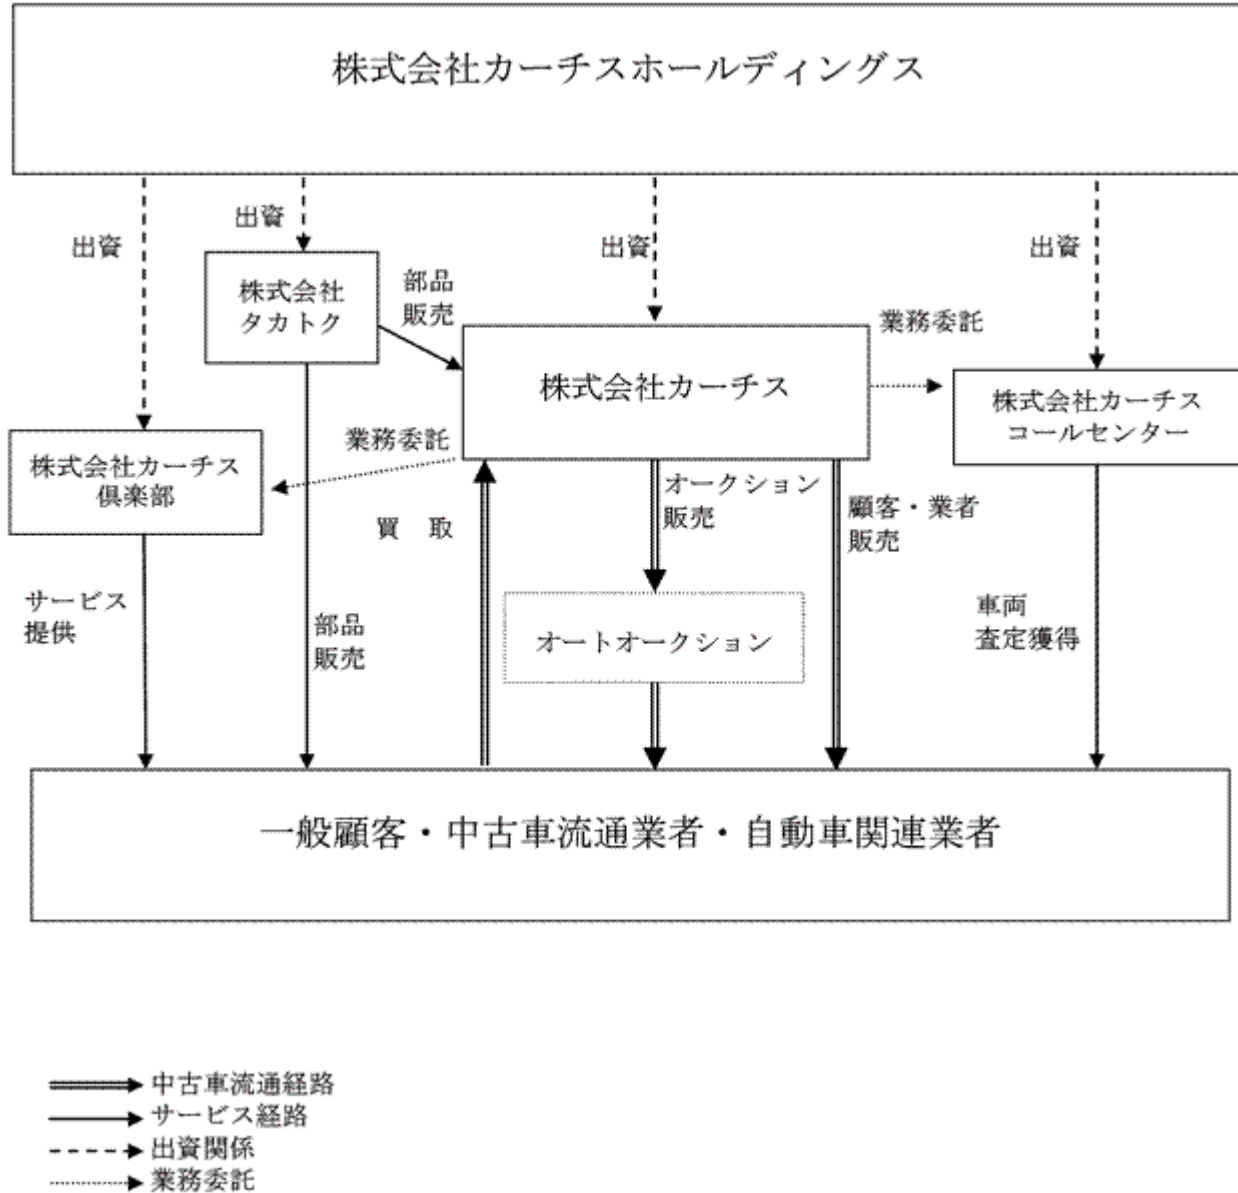 株式会社カーチスホールディングス
出資
出資
出資
出資
株式会社
タカトク
部品
販売
業務委託
株式会社カーチス
株式会社カーチス
コールセンター
業務委託
株式会社カーチス
倶楽部
買 取
オークション
販売
顧客・業者
販売
サービス
提供
部品
販売
オートオークション
車両
査定獲得
一般顧客・中古車流通業者・自動車関連業者
中古車流通経路
サービス経路
出資関係
業務委託